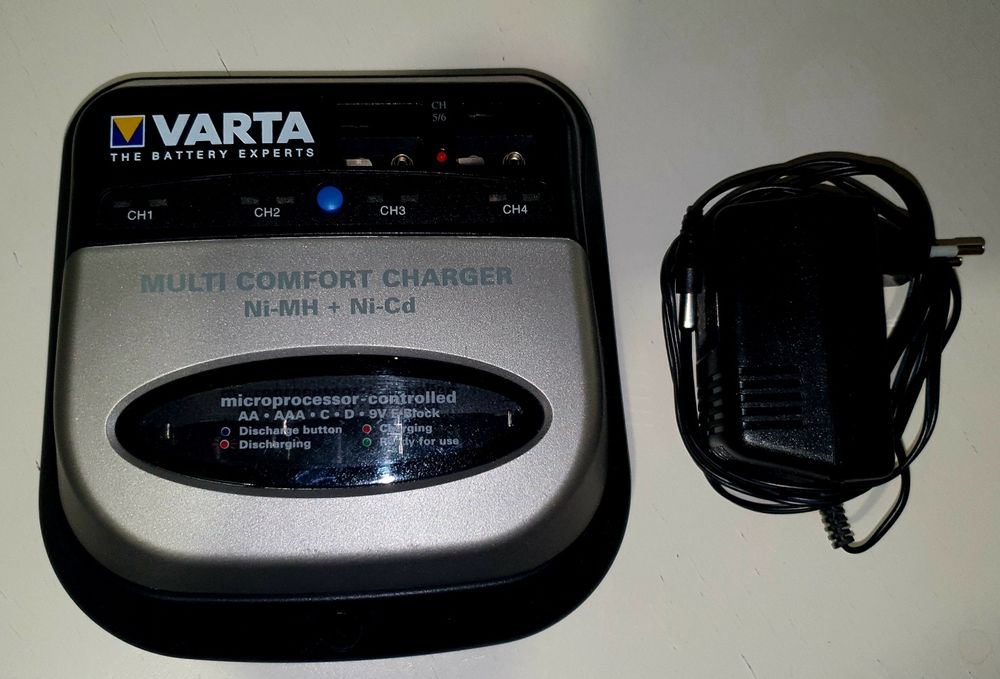 VARTA
THE BATTERY EXPERTS
CH
5/6
CH1
CH2
CH3
CH4
MULTI COMFORT CHARGER
Ni-MH + Ni-Cd
microprocessor-controlled
AA • AAA • C • D • 9V E-Block
Discharge button
Charging
Discharging
Ready for use